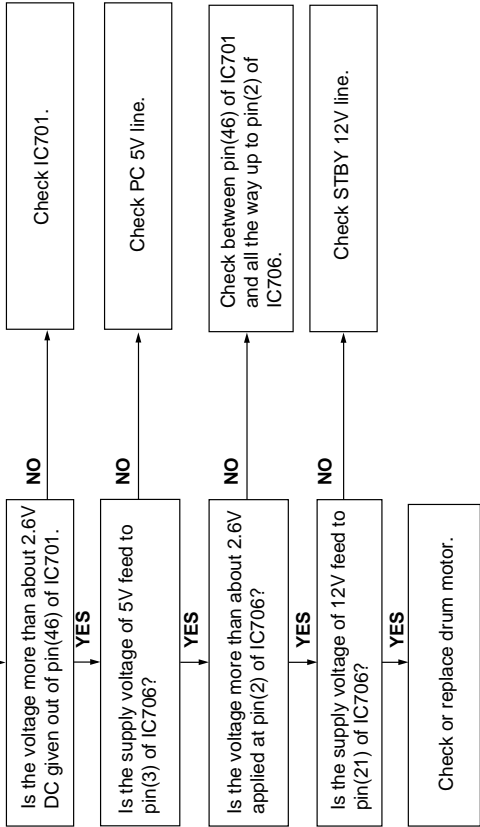 Is the voltage more than about 2.6V
DC given out of pin(46) of IC701.
NO
Check IC701.
YES
Is the supply voltage of 5V feed to
pin(3) of IC706?
NO
Check PC 5V line.
YES
Is the voltage more than about 2.6V
applied at pin(2) of IC706?
NO
Check between pin(46) of IC701
and all the way up to pin(2) of
IC706.
YES
Is the supply voltage of 12V feed to
pin(21) of IC706?
NO
Check STBY 12V line.
YES
Check or replace drum motor.